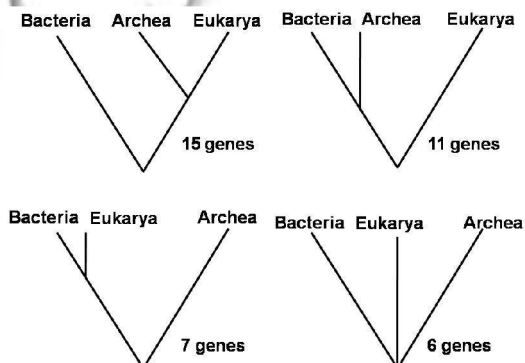 Bacteria Archea Eukarya
15 genes
Bacteria Archea Eukarya
11 genes
Bacteria Eukarya Archea
7 genes
Bacteria Eukarya Archea
6 genes